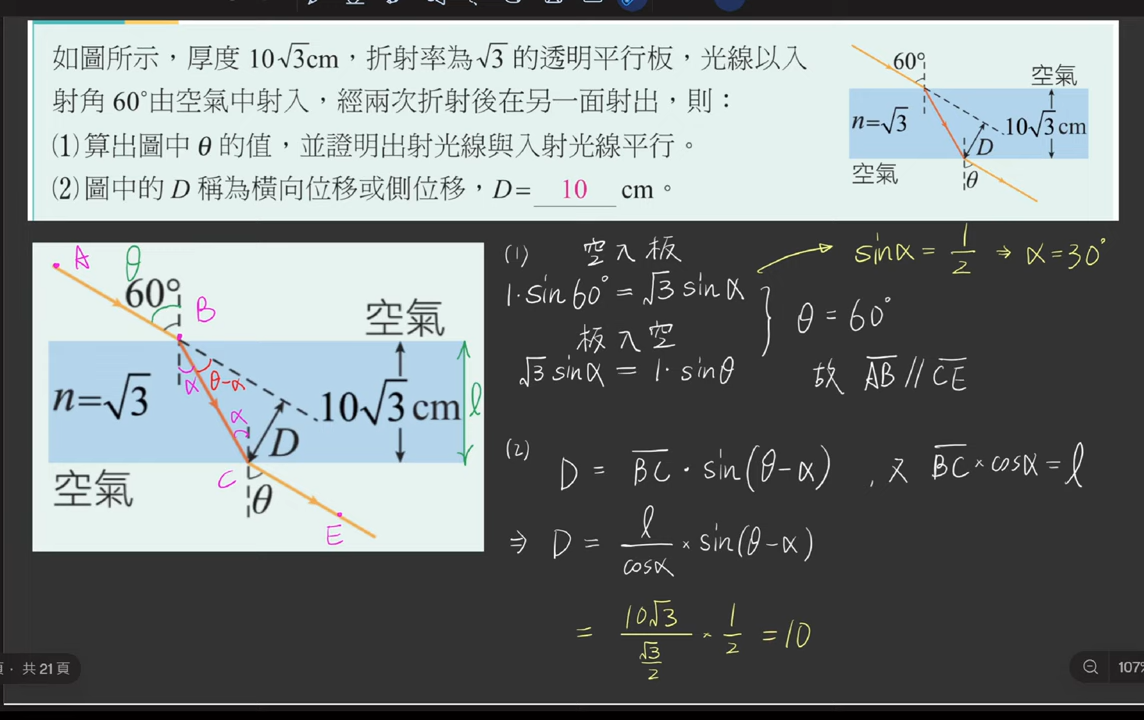 如圖所示，厚度 10√3cm，折射率為√3 的透明平行板，光線以入
射角 60°由空氣中射入，經兩次折射後在另一面射出，則：
(1)算出圖中 θ 的值，並證明出射光線與入射光線平行。
(2)圖中的 D 稱為橫向位移或側位移，D= 10 cm。
60°
空氣
n=√3
10√3 cm
D
空氣
θ
A
θ
60°
B
空氣
α
θ-α
n=√3
α
10√3 cm
l
D
空氣
C
θ
E
(1) 空入板
1·sin60° = √3 sinα
sinα = 1/2 ⇒ α=30°
板入空
√3 sinα = 1·sinθ
θ = 60°
故 AB // CE
(2) D = BC · sin(θ-α) , 又 BC × cosα = l
⇒ D = l/cosα × sin(θ-α)
= 10√3/(√3/2) · 1/2 = 10
頁· 共 21 頁
107%